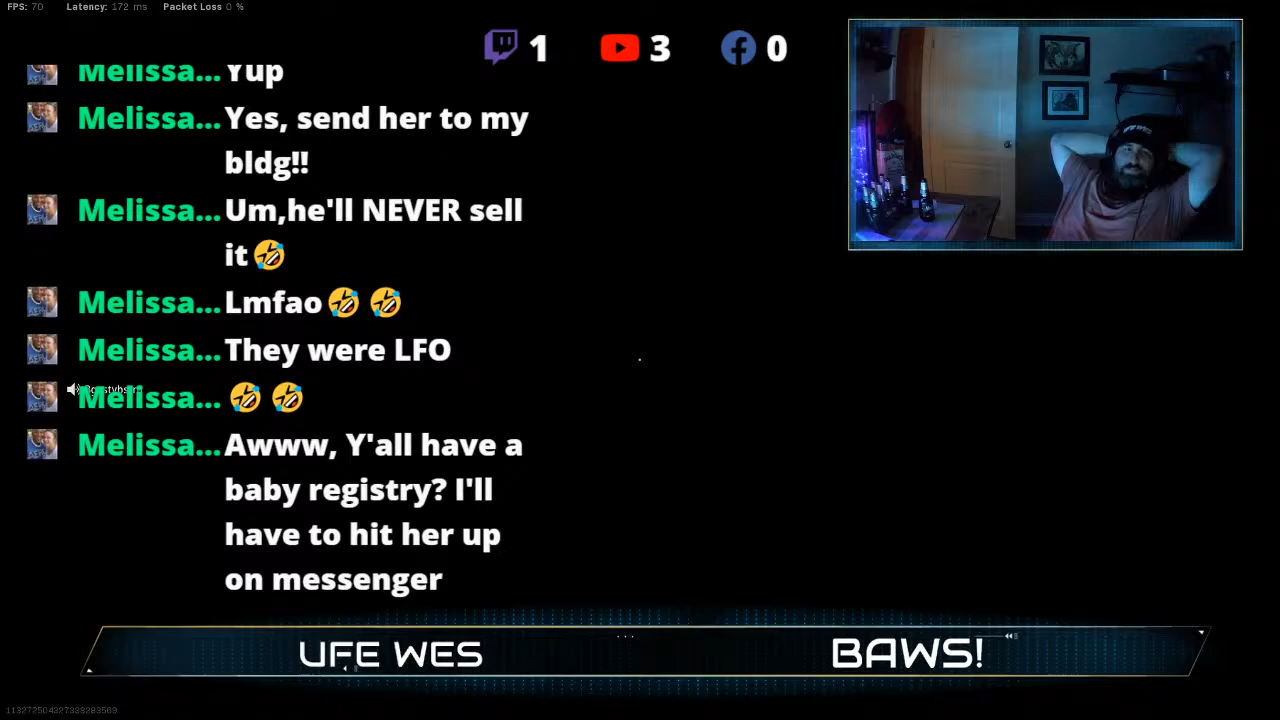 FPS: 70 Latency: 172 ms Packet Loss 0 %
1 3 0
Melissa... Yup
Melissa... Yes, send her to my
bldg!!
Melissa... Um,he'll NEVER sell
it🤣
Melissa... Lmfao🤣 🤣
Melissa... They were LFO
Melissa... 🤣 🤣
Melissa... Awww, Y'all have a
baby registry? I'll
have to hit her up
on messenger
UFE WES BAWS!